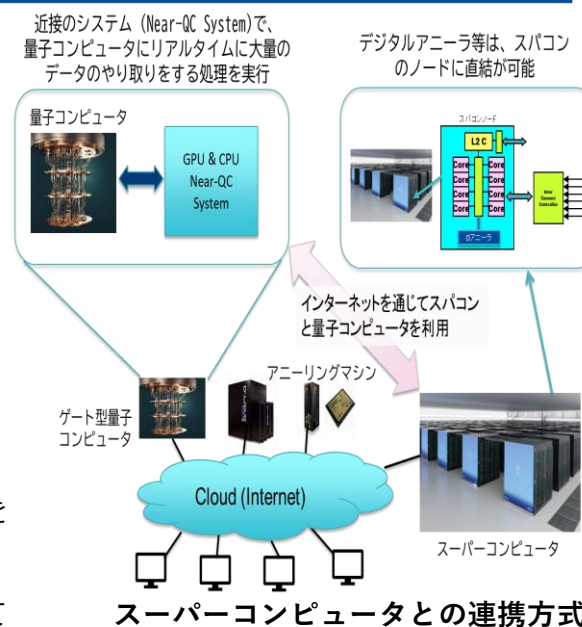 近接のシステム (Near-QC System)で、
量子コンピュータにリアルタイムに大量の
データのやり取りをする処理を実行
デジタルアニーラ等は、スパコン
のノードに直結が可能
量子コンピュータ
GPU & CPU
Near-QC
System
スパコンノード
L2 C
Core Core
Core Core
Core Core
Core Core
Inter
Connect
Controller
Dアニーラ
インターネットを通じてスパコン
と量子コンピュータを利用
アニーリングマシン
ゲート型量子
コンピュータ
Cloud (Internet)
スーパーコンピュータ
を
て
スーパーコンピュータとの連携方式